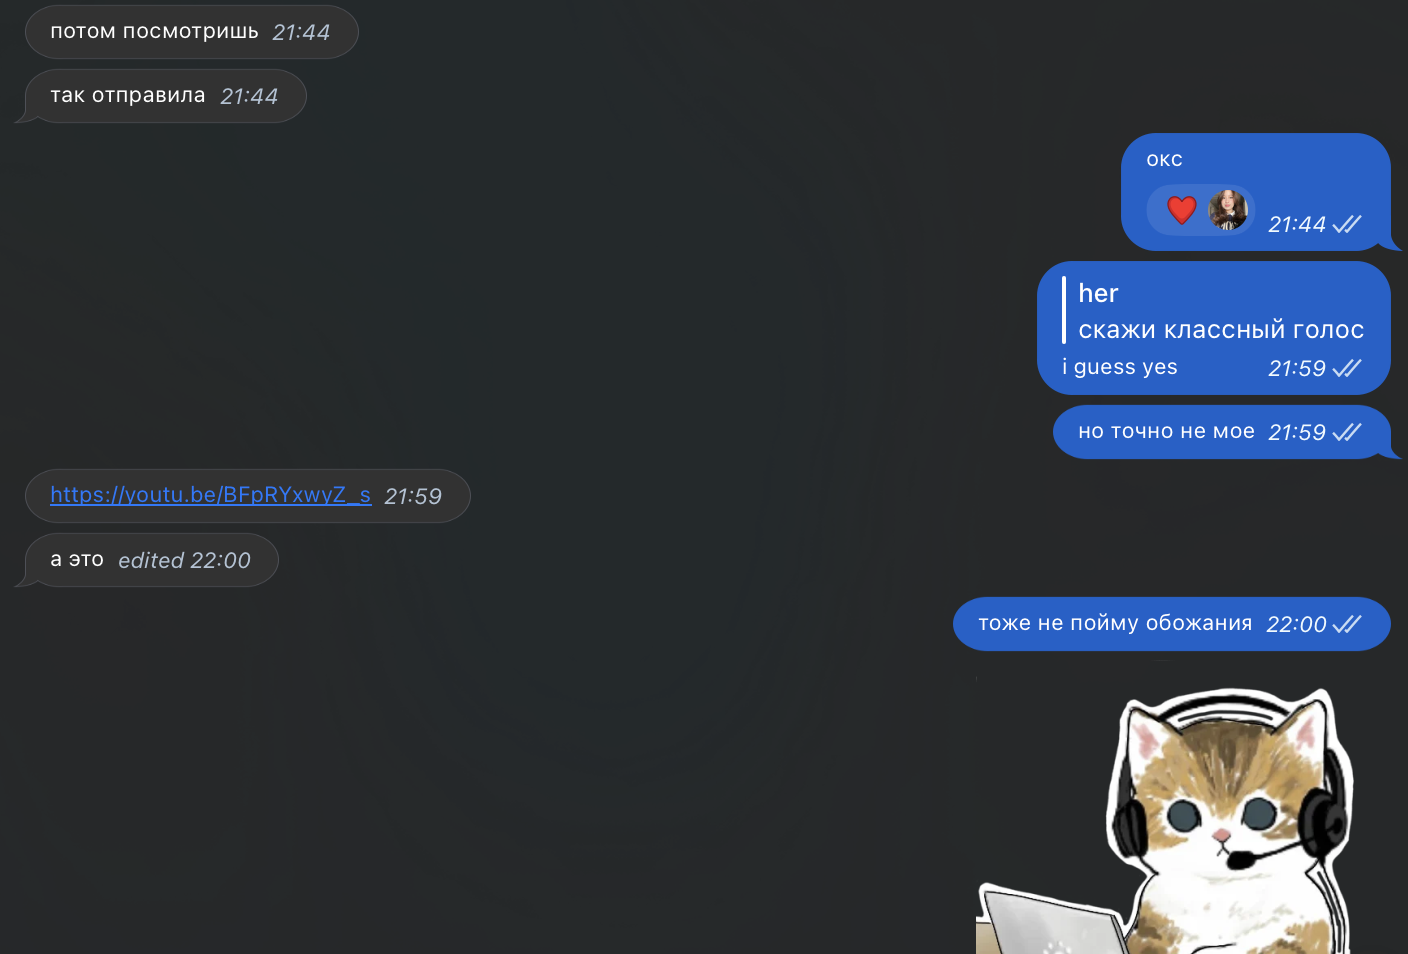 потом посмотришь 21:44
так отправила 21:44
окс
21:44
her
скажи классный голос
i guess yes 21:59
но точно не мое 21:59
https://youtu.be/BFpRYxwyZ_s 21:59
а это edited 22:00
тоже не пойму обожания 22:00